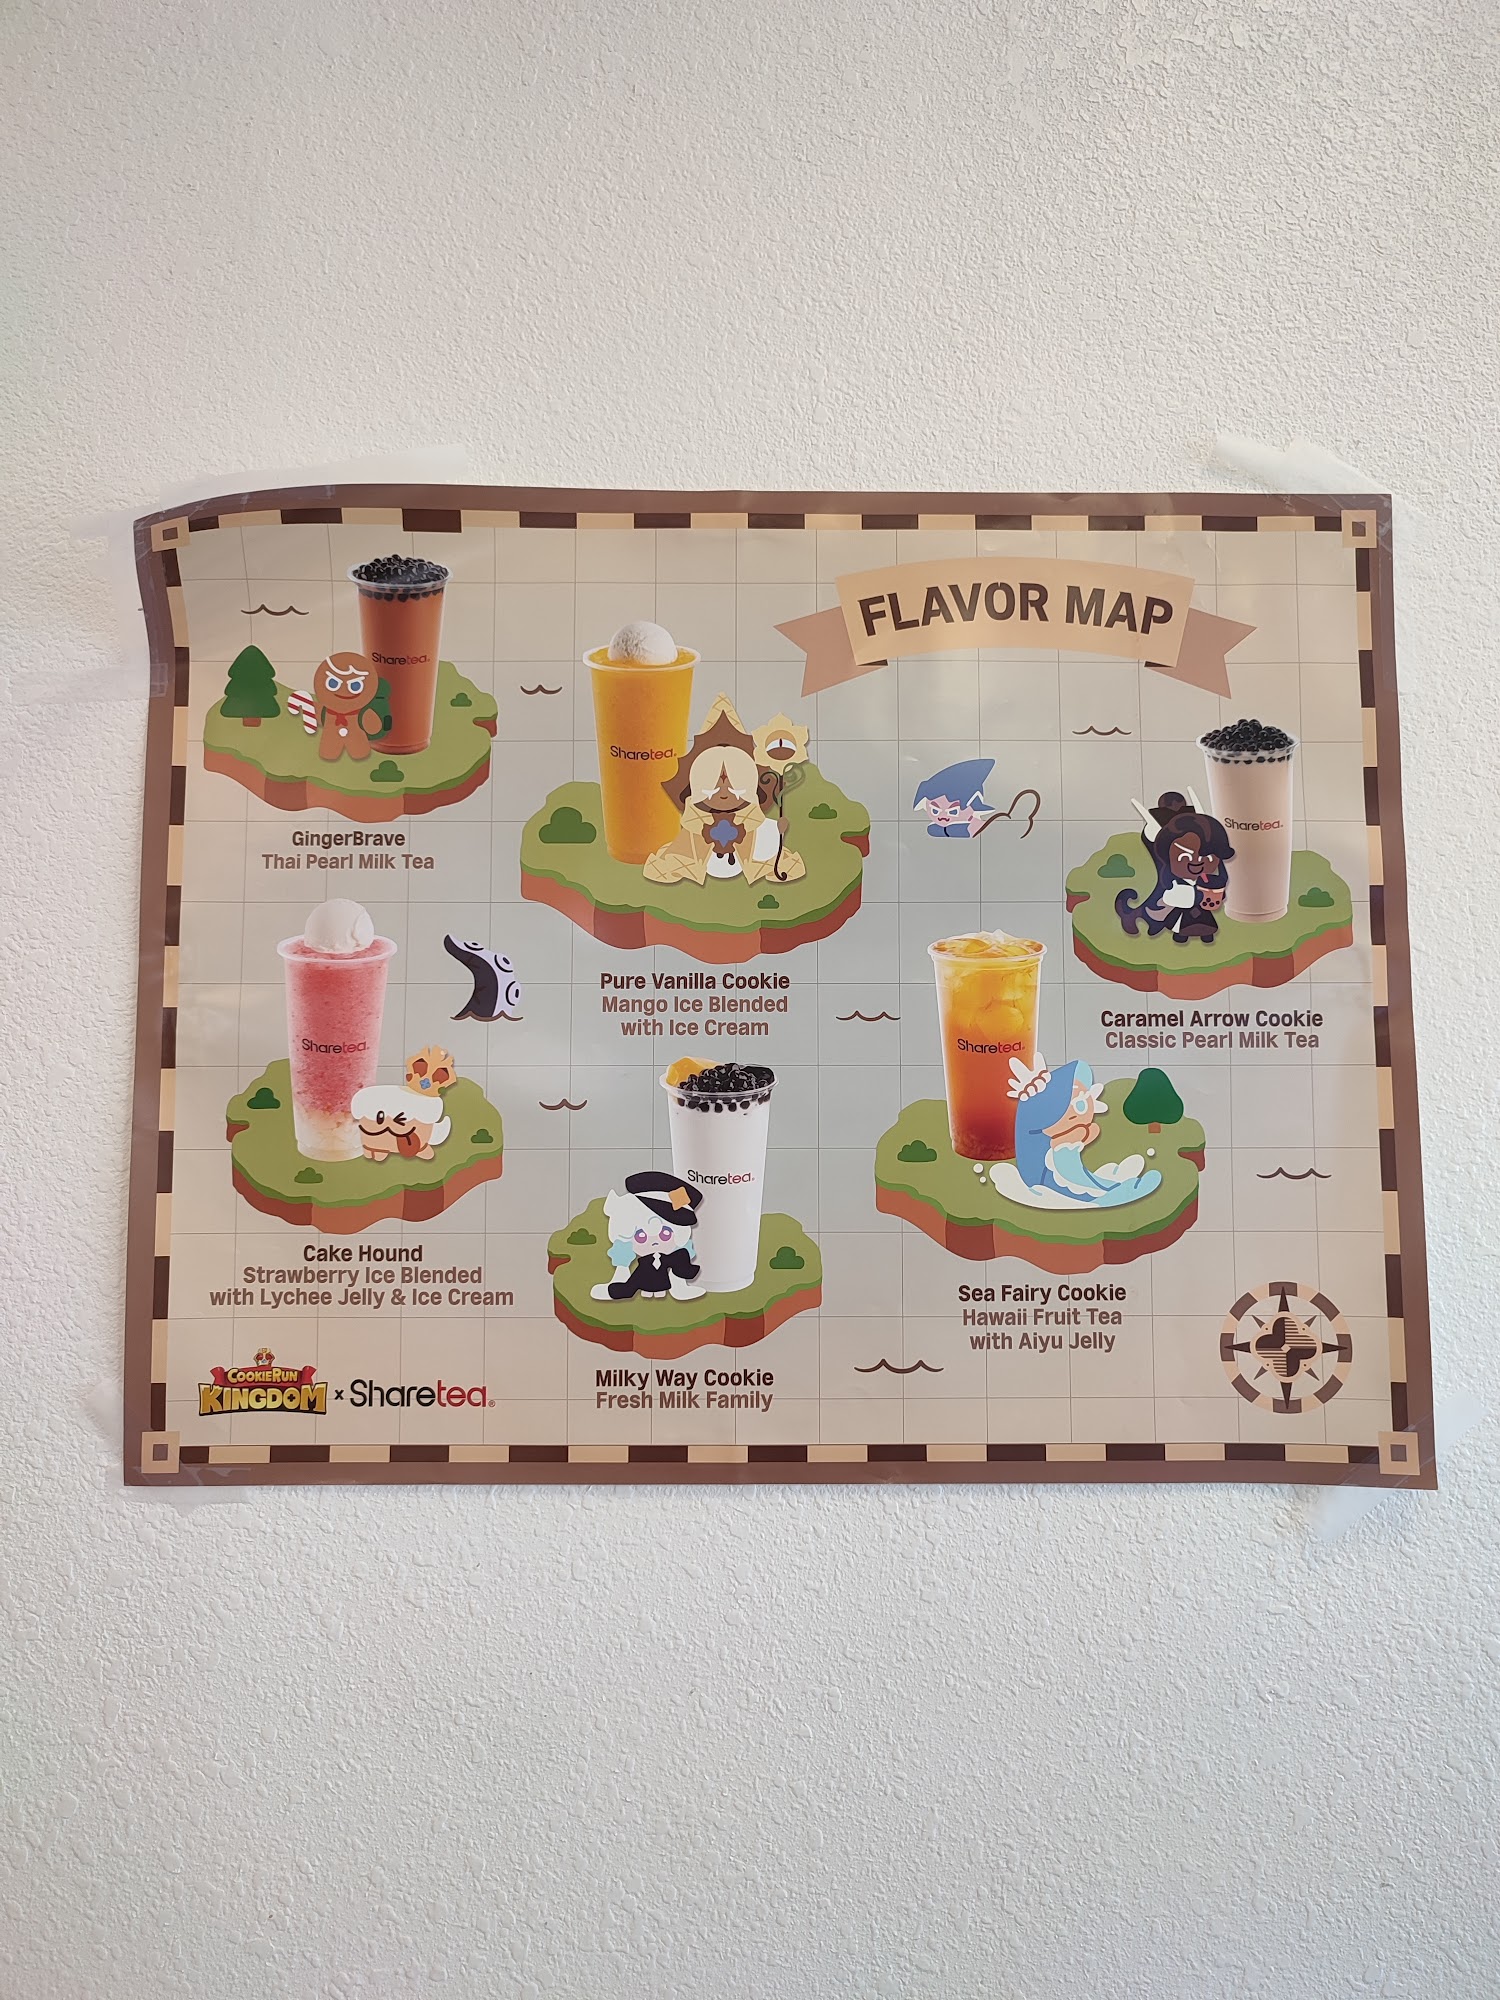 FLAVOR MAP
Sharetea.
GingerBrave
Thai Pearl Milk Tea
Sharetea.
Pure Vanilla Cookie
Mango Ice Blended
with Ice Cream
Sharetea.
Caramel Arrow Cookie
Classic Pearl Milk Tea
Sharetea.
Cake Hound
Strawberry Ice Blended
with Lychee Jelly & Ice Cream
Sharetea.
Milky Way Cookie
Fresh Milk Family
Sharetea.
Sea Fairy Cookie
Hawaii Fruit Tea
with Aiyu Jelly
COOKIERUN
KINGDOM x Sharetea®